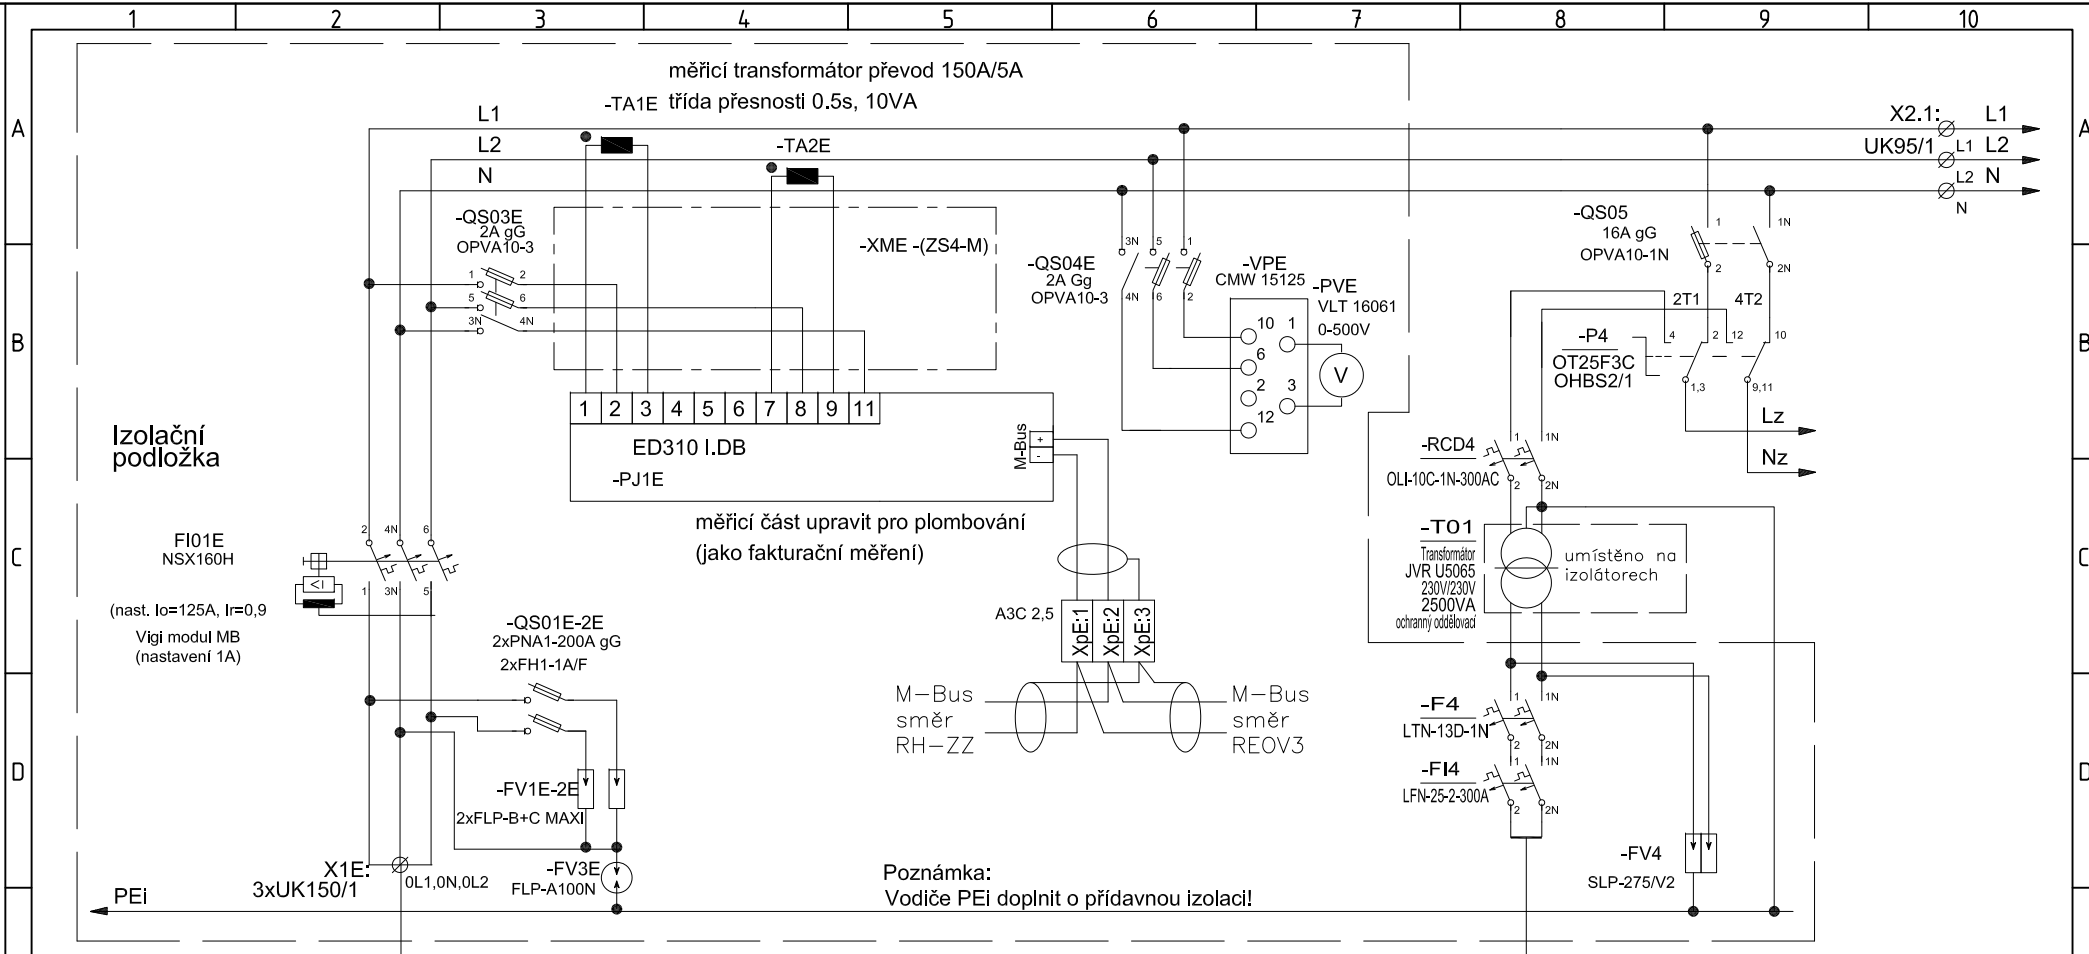 1 2 3 4 5 6 7 8 9 10
A
A
B
B
C
C
D
D
měřicí transformátor převod 150A/5A
třída přesnosti 0.5s, 10VA
-TA1E
-TA2E
L1
L2
N
X2.1:
UK95/1
L1
L2
N
L1
L2
N
-QS03E
2A gG
OPVA10-3
1 2
5 6
3N 4N
-XME -(ZS4-M)
-QS04E
2A Gg
OPVA10-3
3N 5 1
4N 6 2
-VPE
CMW 15125
10 1
6
2 3
12
-PVE
VLT 16061
0-500V
V
-QS05
16A gG
OPVA10-1N
1 1N
2 2N
2T1 4T2
-P4
OT25F3C
OHBS2/1
4 2 12 10
1,3 9,11
Lz
Nz
1 2 3 4 5 6 7 8 9 11
ED310 I.DB
-PJ1E
M-Bus
+
-
měřicí část upravit pro plombování
(jako fakturační měření)
Izolační
podložka
FI01E
NSX160H
2 4N 6
1 3N 5
<I
(nast. Io=125A, Ir=0,9
Vigi modul MB
(nastavení 1A)
-QS01E-2E
2xPNA1-200A gG
2xFH1-1A/F
-FV1E-2E
2xFLP-B+C MAXI
-FV3E
FLP-A100N
X1E:
3xUK150/1
0L1,0N,0L2
PEi
A3C 2,5
XpE:1
XpE:2
XpE:3
M-Bus
směr
RH-ZZ
M-Bus
směr
REOV3
Poznámka:
Vodiče PEi doplnit o přídavnou izolaci!
-RCD4
OLI-10C-1N-300AC
1 1N
2 2N
-T01
Transformátor
JVR U5065
230V/230V
2500VA
ochranný oddělovací
umístěno na
izolátorech
-F4
LTN-13D-1N
1 1N
2 2N
-FI4
LFN-25-2-300A
1 1N
2 2N
-FV4
SLP-275/V2